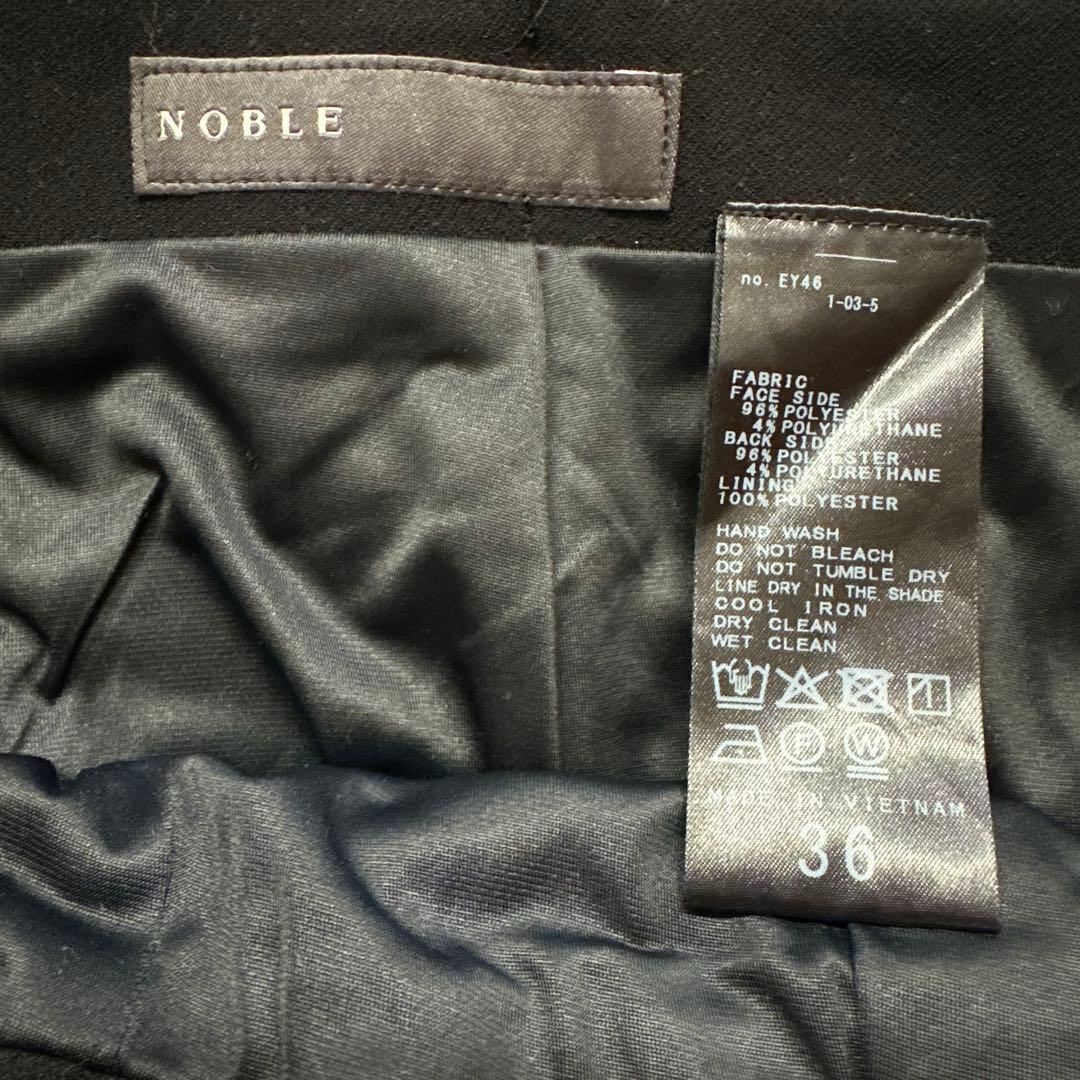 NOBLE
no. EY46
1-03-5
FABRIC
FACE SIDE
96% POLYESTER
4% POLYURETHANE
BACK SIDE
96% POLYESTER
4% POLYURETHANE
LINING
100% POLYESTER
HAND WASH
DO NOT BLEACH
DO NOT TUMBLE DRY
LINE DRY IN THE SHADE
COOL IRON
DRY CLEAN
WET CLEAN
F W
MADE IN VIETNAM
36